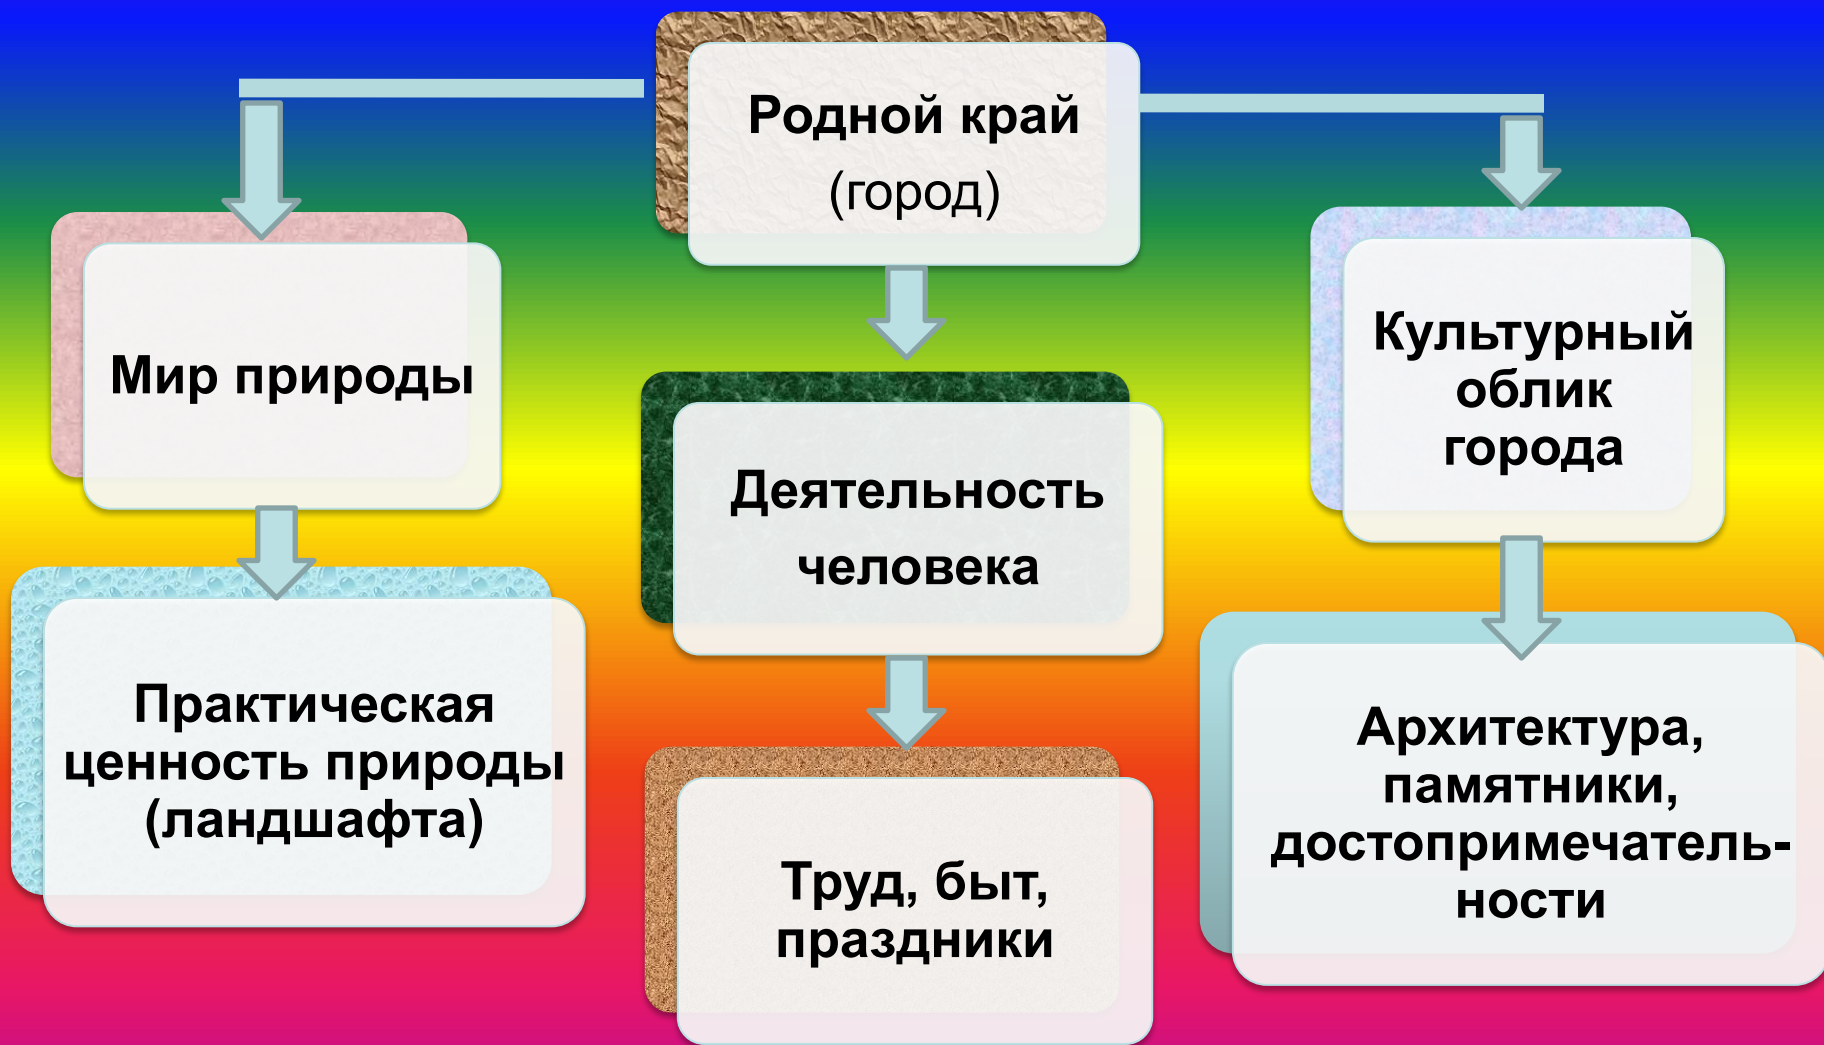 Родной край
(город)
Мир природы
Культурный
облик
города
Деятельность
человека
Практическая
ценность природы
(ландшафта)
Архитектура,
памятники,
достопримечатель-
ности
Труд, быт,
праздники